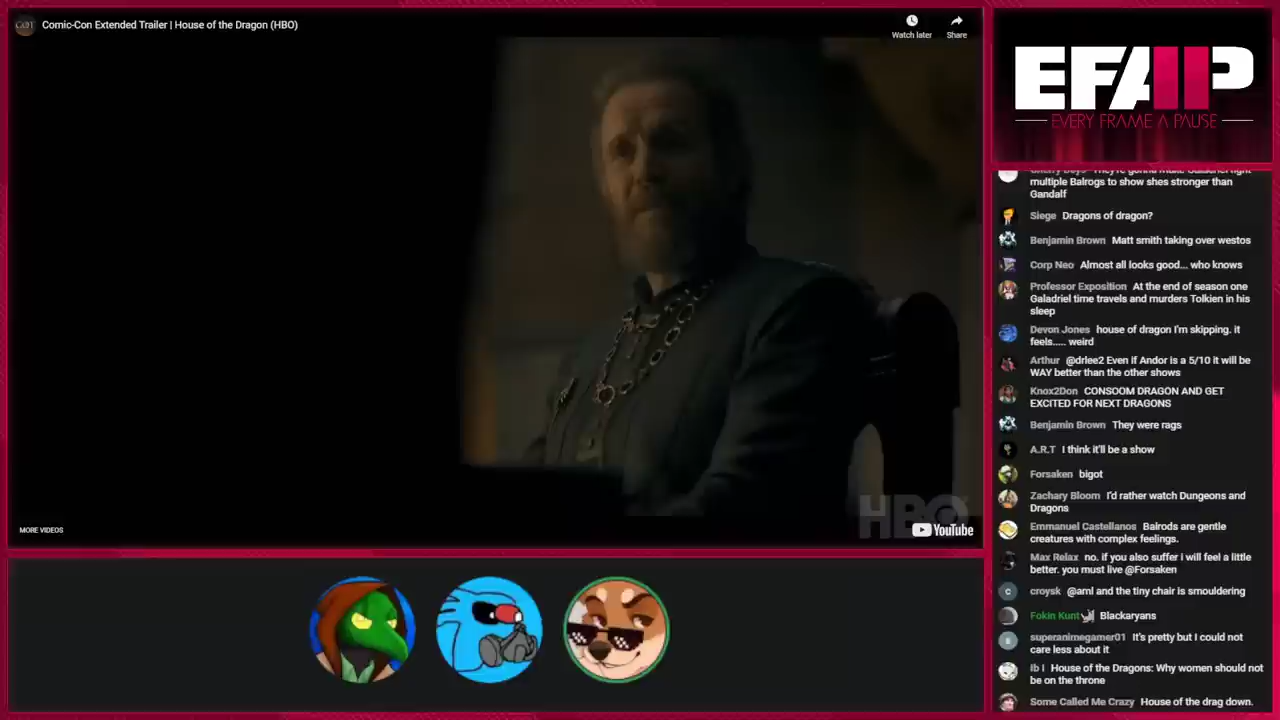 Comic-Con Extended Trailer | House of the Dragon (HBO)
Watch later
Share
MORE VIDEOS
HBO
YouTube
EFAP
EVERY FRAME A PAUSE
multiple Balrogs to show shes stronger than
Gandalf
Siege Dragons of dragon?
Benjamin Brown Matt smith taking over westos
Corp Neo Almost all looks good... who knows
Professor Exposition At the end of season one
Galadriel time travels and murders Tolkien in his
sleep
Devon Jones house of dragon I'm skipping. it
feels..... weird
Arthur @drlee2 Even if Andor is a 5/10 it will be
WAY better than the other shows
Knox2Don CONSOOM DRAGON AND GET
EXCITED FOR NEXT DRAGONS
Benjamin Brown They were rags
A.R.T I think it'll be a show
Forsaken bigot
Zachary Bloom I'd rather watch Dungeons and
Dragons
Emmanuel Castellanos Balrods are gentle
creatures with complex feelings.
Max Relax no. if you also suffer i will feel a little
better. you must live @Forsaken
croysk @aml and the tiny chair is smouldering
Fokin Kunt Blackaryans
superanimegamer01 It's pretty but I could not
care less about it
Ib I House of the Dragons: Why women should not
be on the throne
Some Called Me Crazy House of the drag down.